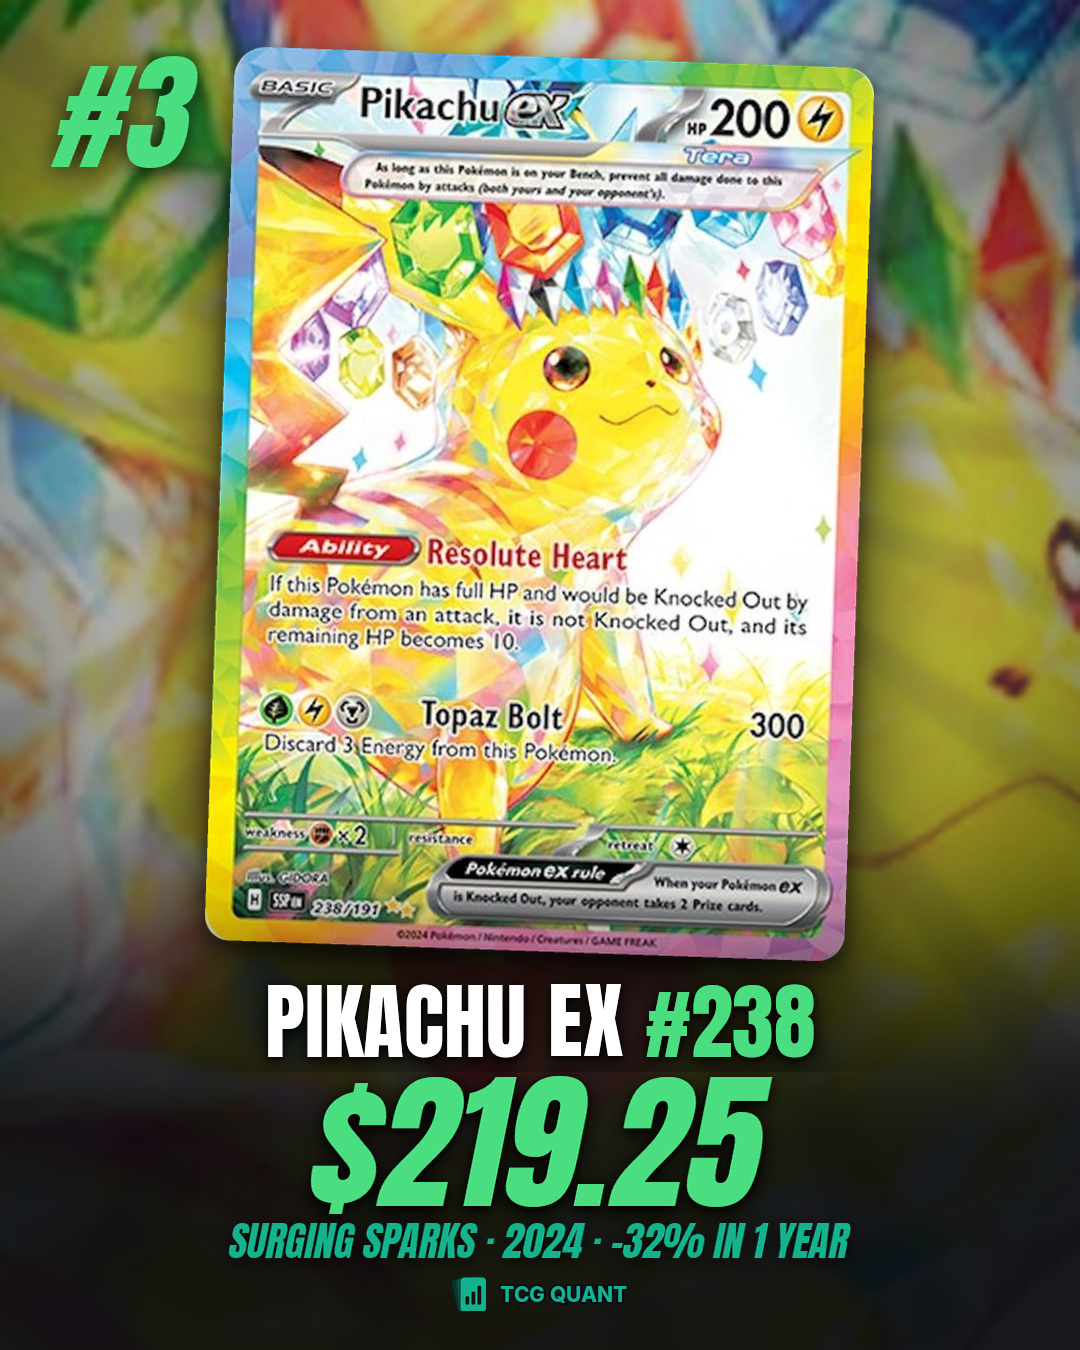 #3
BASIC Pikachu ex HP 200
Tera
As long as this Pokémon is on your Bench, prevent all damage done to this
Pokémon by attacks (both yours and your opponent's).
Ability Resolute Heart
If this Pokémon has full HP and would be Knocked Out by
damage from an attack, it is not Knocked Out, and its
remaining HP becomes 10.
Topaz Bolt 300
Discard 3 Energy from this Pokémon.
weakness ×2 resistance retreat
Illus. GIDORA
Pokémon ex rule When your Pokémon ex
is Knocked Out, your opponent takes 2 Prize cards.
H SSP EN 238/191
©2024 Pokémon / Nintendo / Creatures / GAME FREAK
PIKACHU EX #238
$219.25
SURGING SPARKS · 2024 · -32% IN 1 YEAR
TCG QUANT